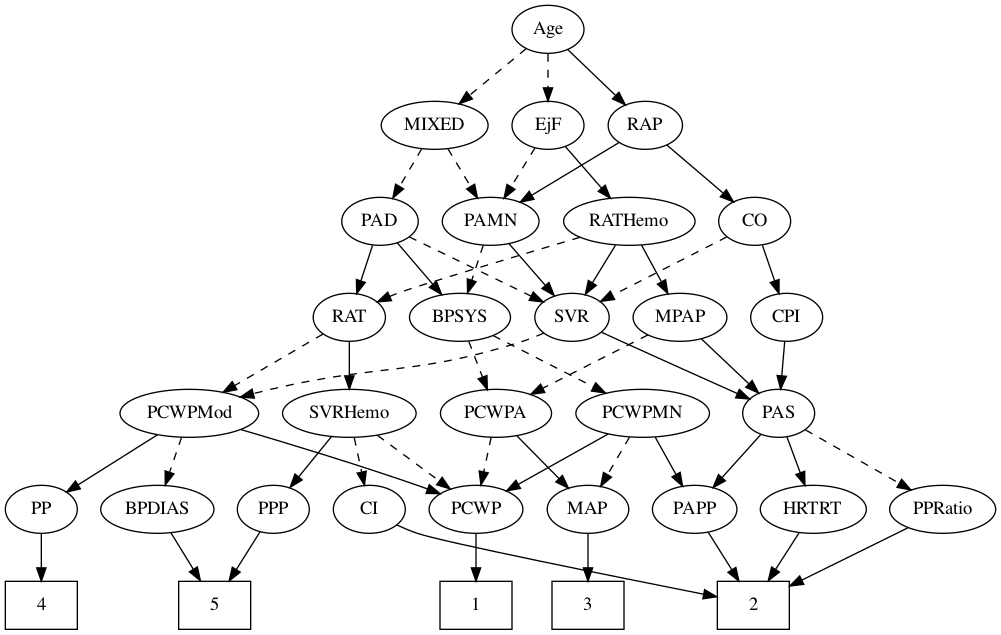 Age
MIXED EjF RAP
PAD PAMN RATHemo CO
RAT BPSYS SVR MPAP CPI
PCWPMod SVRHemo PCWPA PCWPMN PAS
PP BPDIAS PPP CI PCWP MAP PAPP HRTRT PPRatio
4 5 1 3 2